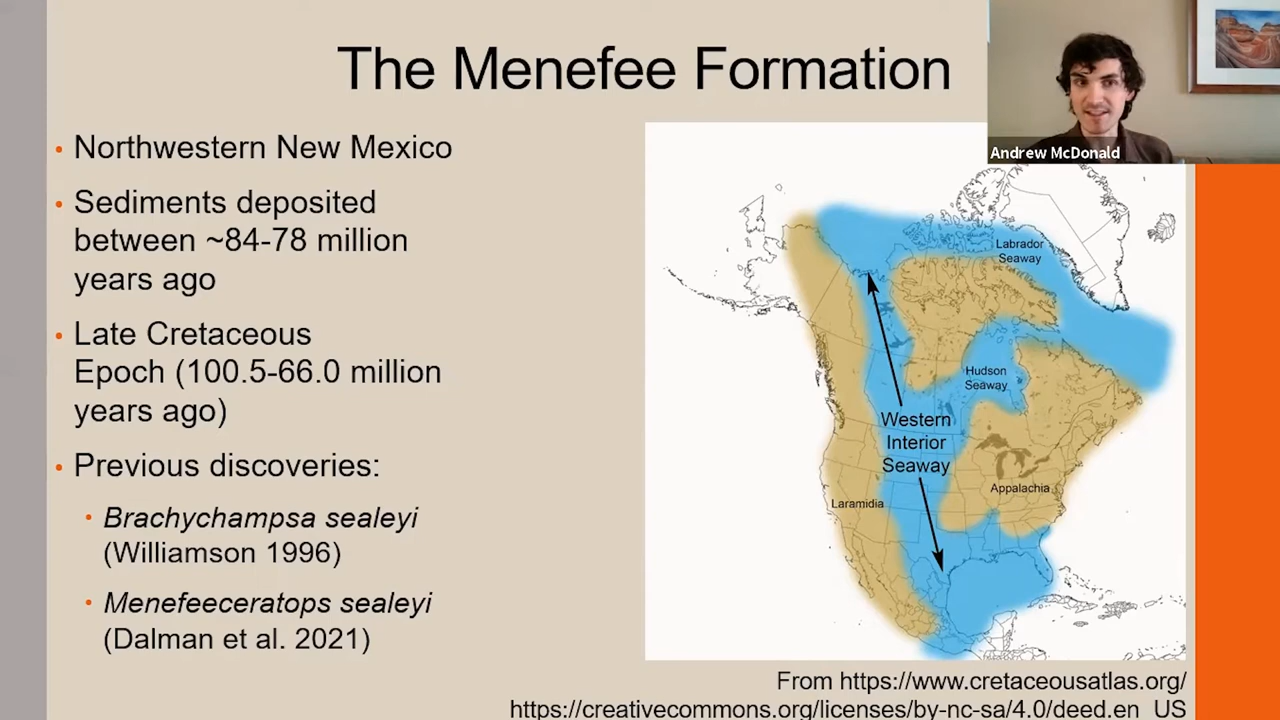 The Menefee Formation
Andrew McDonald
• Northwestern New Mexico
• Sediments deposited
between ~84-78 million
years ago
• Late Cretaceous
Epoch (100.5-66.0 million
years ago)
• Previous discoveries:
• Brachychampsa sealeyi
(Williamson 1996)
• Menefeeceratops sealeyi
(Dalman et al. 2021)
Labrador
Seaway
Hudson
Seaway
Western
Interior
Seaway
Appalachia
Laramidia
From https://www.cretaceousatlas.org/
https://creativecommons.org/licenses/by-nc-sa/4.0/deed.en_US